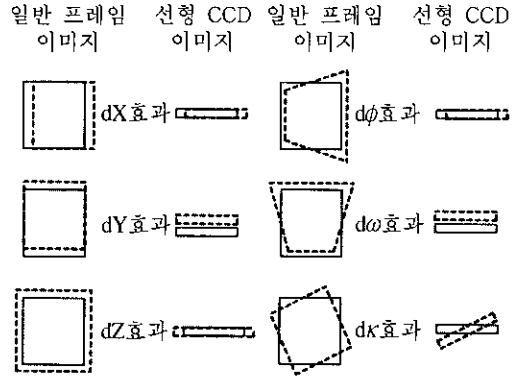 일반 프레임 선형 CCD 일반 프레임 선형 CCD
이미지 이미지 이미지 이미지
dX효과 dϕ효과
dY효과 dω효과
dZ효과 dκ효과